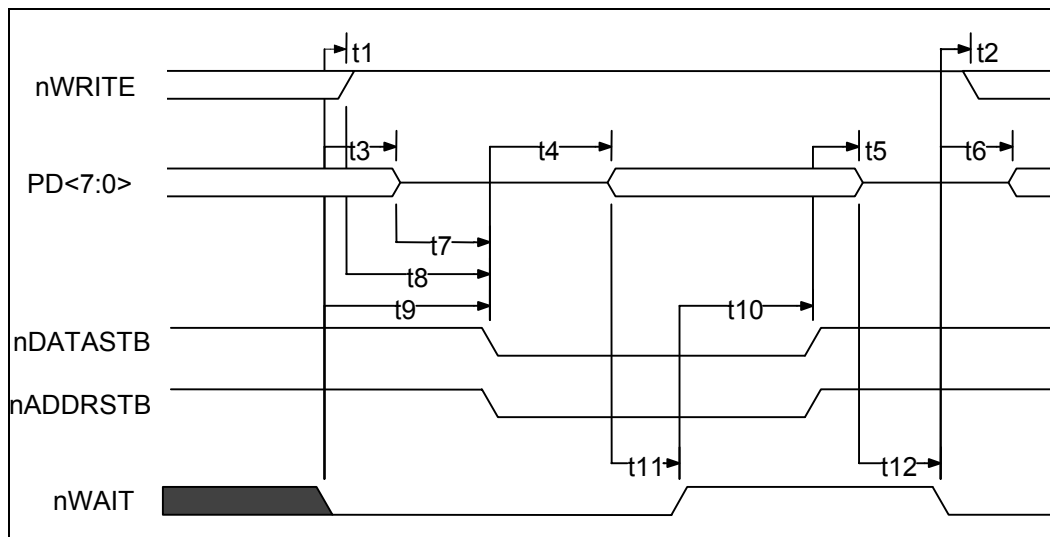 t1
t2
nWRITE
t3
t4
t5
t6
PD<7:0>
t7
t8
t9
t10
nDATASTB
nADDRSTB
t11
t12
nWAIT